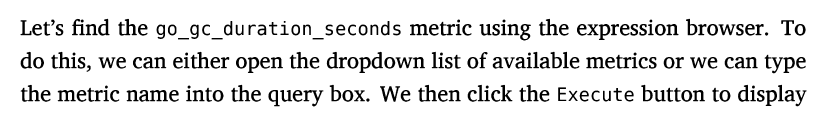 Let’s find the go_gc_duration_seconds metric using the expression browser. To
do this, we can either open the dropdown list of available metrics or we can type
the metric name into the query box. We then click the Execute button to display